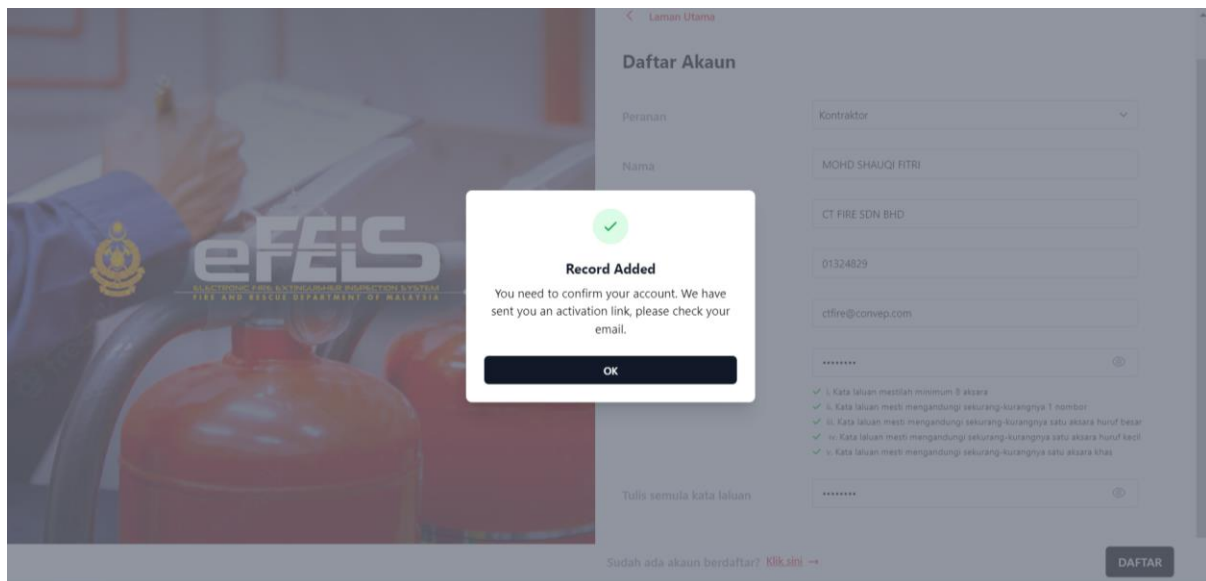 Laman Utama
Daftar Akaun
Peranan
Kontraktor
Nama
MOHD SHAUQI FITRI
CT FIRE SDN BHD
01324829
ctfire@convep.com
i. Kata laluan mestilah minimum 8 aksara
ii. Kata laluan mesti mengandungi sekurang-kurangnya 1 nombor
iii. Kata laluan mesti mengandungi sekurang-kurangnya satu aksara huruf besar
iv. Kata laluan mesti mengandungi sekurang-kurangnya satu aksara huruf kecil
v. Kata laluan mesti mengandungi sekurang-kurangnya satu aksara khas
Tulis semula kata laluan
Sudah ada akaun berdaftar? Klik sini →
DAFTAR
eFEiS
ELECTRONIC FIRE EXTINGUISHER INSPECTION SYSTEM
FIRE AND RESCUE DEPARTMENT OF MALAYSIA
Record Added
You need to confirm your account. We have
sent you an activation link, please check your
email.
OK